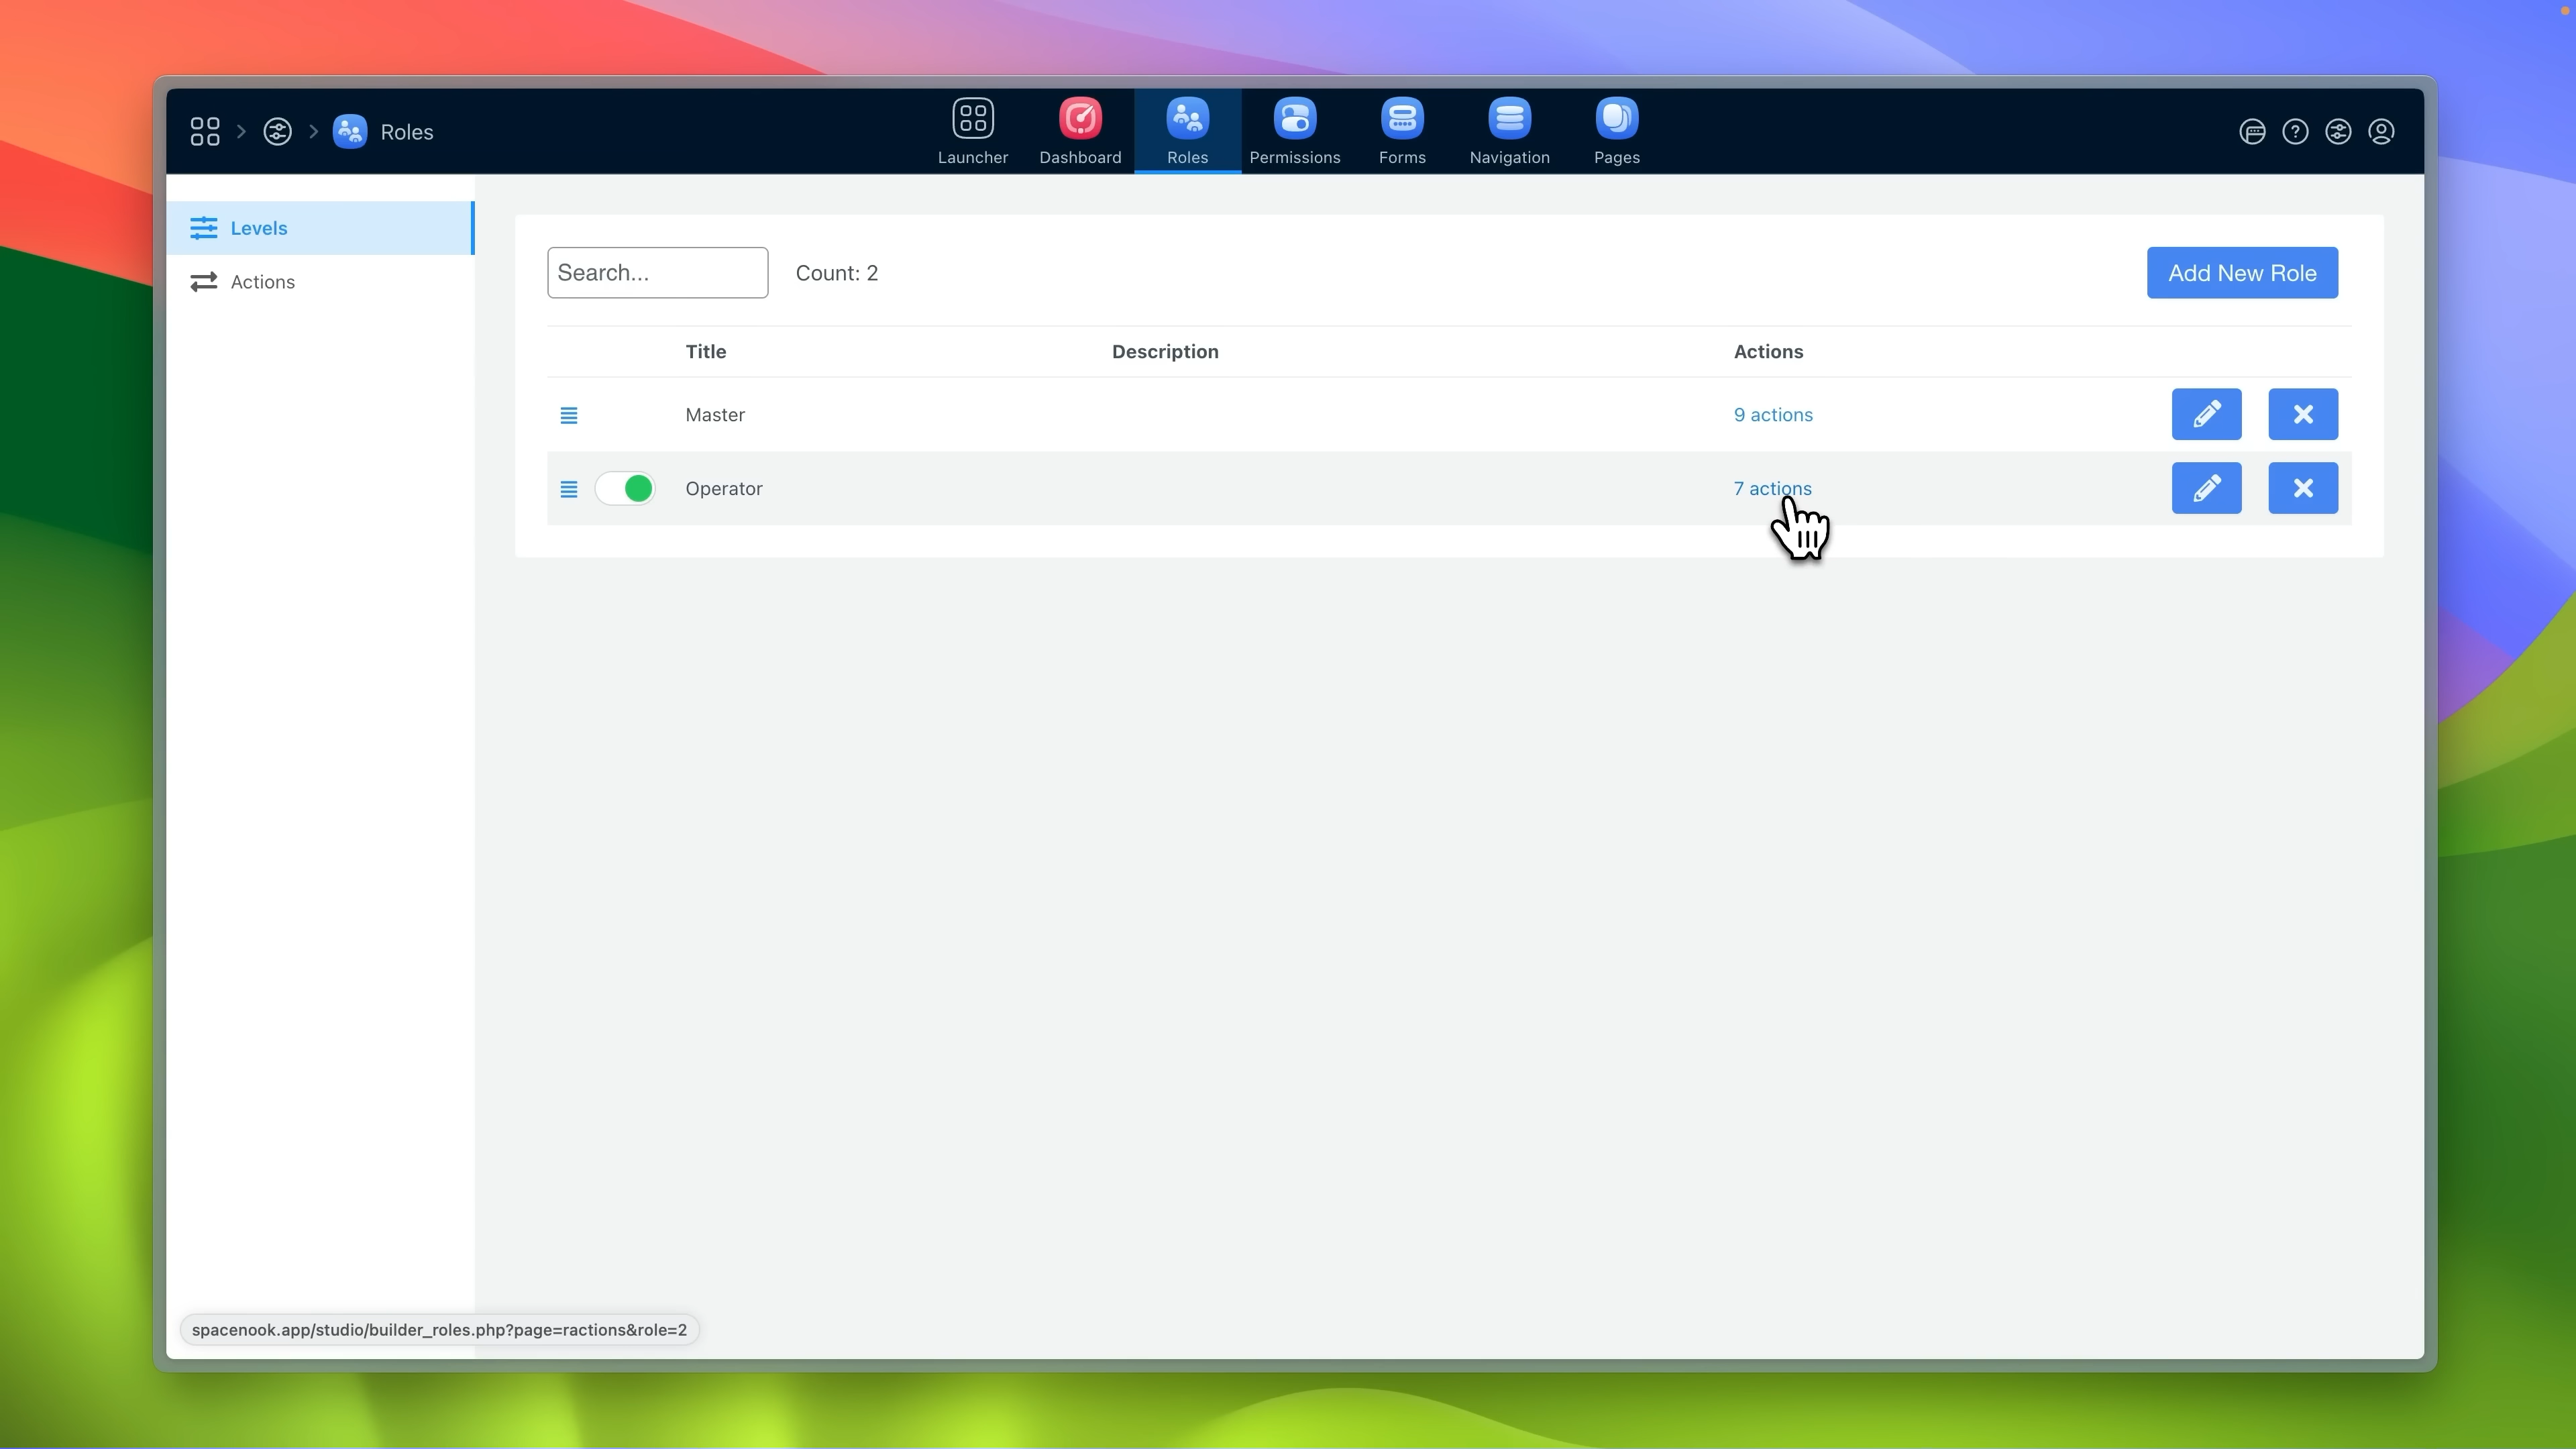 Roles
Launcher
Dashboard
Roles
Permissions
Forms
Navigation
Pages
Levels
Actions
Search...
Count: 2
Add New Role
Title
Description
Actions
Master
9 actions
Operator
7 actions
spacenook.app/studio/builder_roles.php?page=ractions&role=2